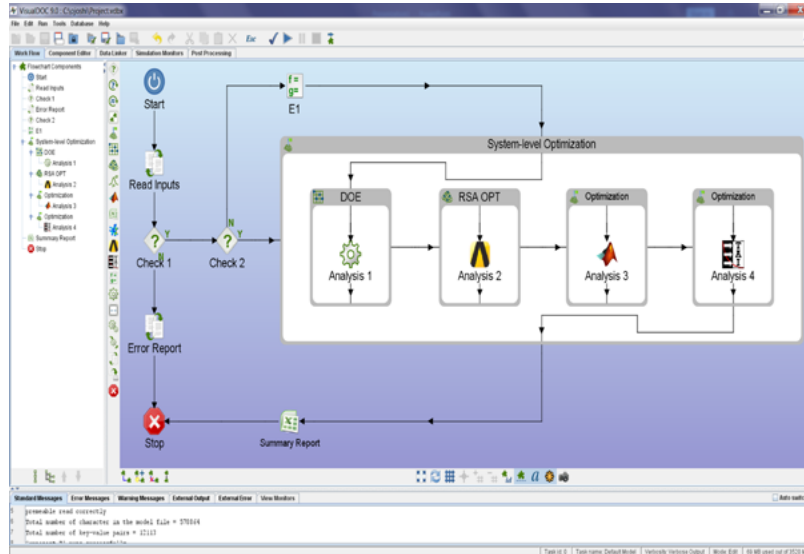 VisualDOC 9.0 : C:\joshi\Project.vdbx
File Edit Run Tools Database Help
Esc
Work Flow Component Editor Data Linker Simulation Monitors Post Processing
Flowchart Components
Start
Read Inputs
Check 1
Error Report
Check 2
E1
System-level Optimization
DOE
Analysis 1
RSA OPT
Analysis 2
Optimization
Analysis 3
Optimization
Analysis 4
Summary Report
Stop
Start
f=
g=
E1
System-level Optimization
DOE
RSA OPT
Optimization
Optimization
Read Inputs
N
Y
Y
Check 1
N
Check 2
Analysis 1
Analysis 2
Analysis 3
Analysis 4
Error Report
Stop
Summary Report
Standard Messages Error Messages Warning Messages External Output External Error View Monitors
preamble read correctly
Total number of character in the model file = 570864
Total number of key-value pairs = 12113
Task id: 0 Task name: Default Model Verbosity: Verbose Output Mode: Edit